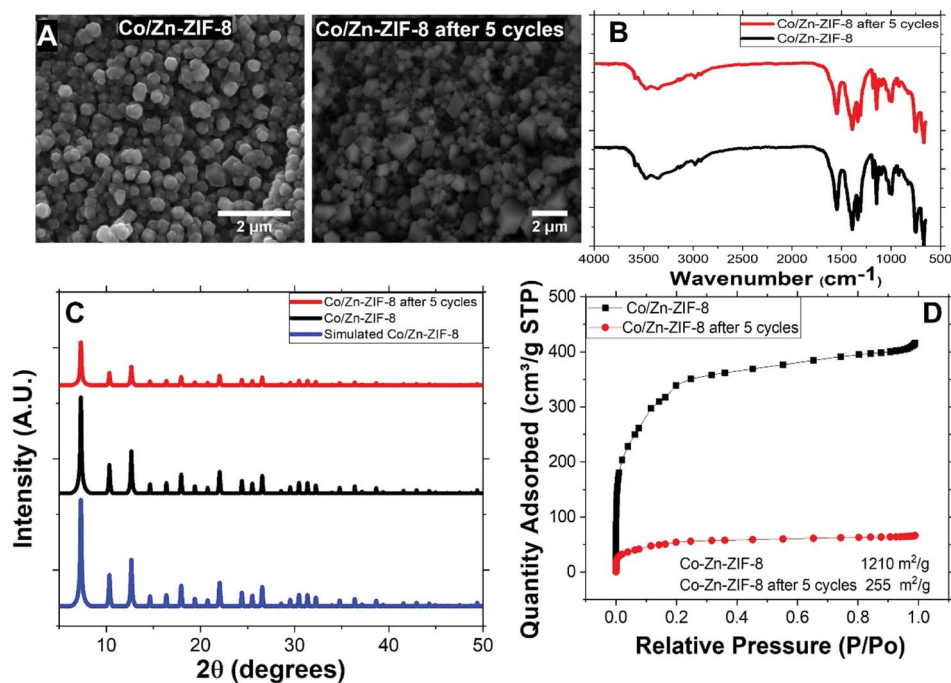 A
Co/Zn-ZIF-8
2 µm
Co/Zn-ZIF-8 after 5 cycles
2 µm
B
Co/Zn-ZIF-8 after 5 cycles
Co/Zn-ZIF-8
4000 3500 3000 2500 2000 1500 1000 500
Wavenumber (cm-1)
C
Co/Zn-ZIF-8 after 5 cycles
Co/Zn-ZIF-8
Simulated Co/Zn-ZIF-8
Intensity (A.U.)
10 20 30 40 50
2θ (degrees)
D
Co/Zn-ZIF-8
Co/Zn-ZIF-8 after 5 cycles
Quantity Adsorbed (cm³/g STP)
500
400
350
300
200
100
50
0
Co-Zn-ZIF-8 1210 m²/g
Co-Zn-ZIF-8 after 5 cycles 255 m²/g
0.0 0.2 0.4 0.6 0.8 1.0
Relative Pressure (P/Po)